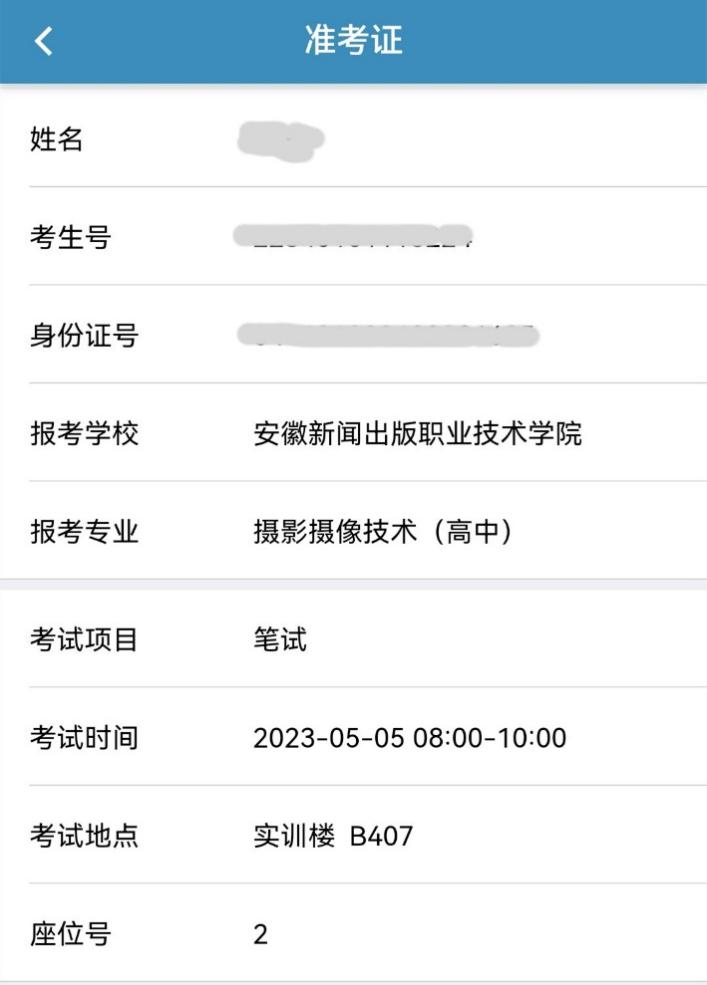 准考证
姓名
考生号
身份证号
报考学校 安徽新闻出版职业技术学院
报考专业 摄影摄像技术（高中）
考试项目 笔试
考试时间 2023-05-05 08:00-10:00
考试地点 实训楼 B407
座位号 2